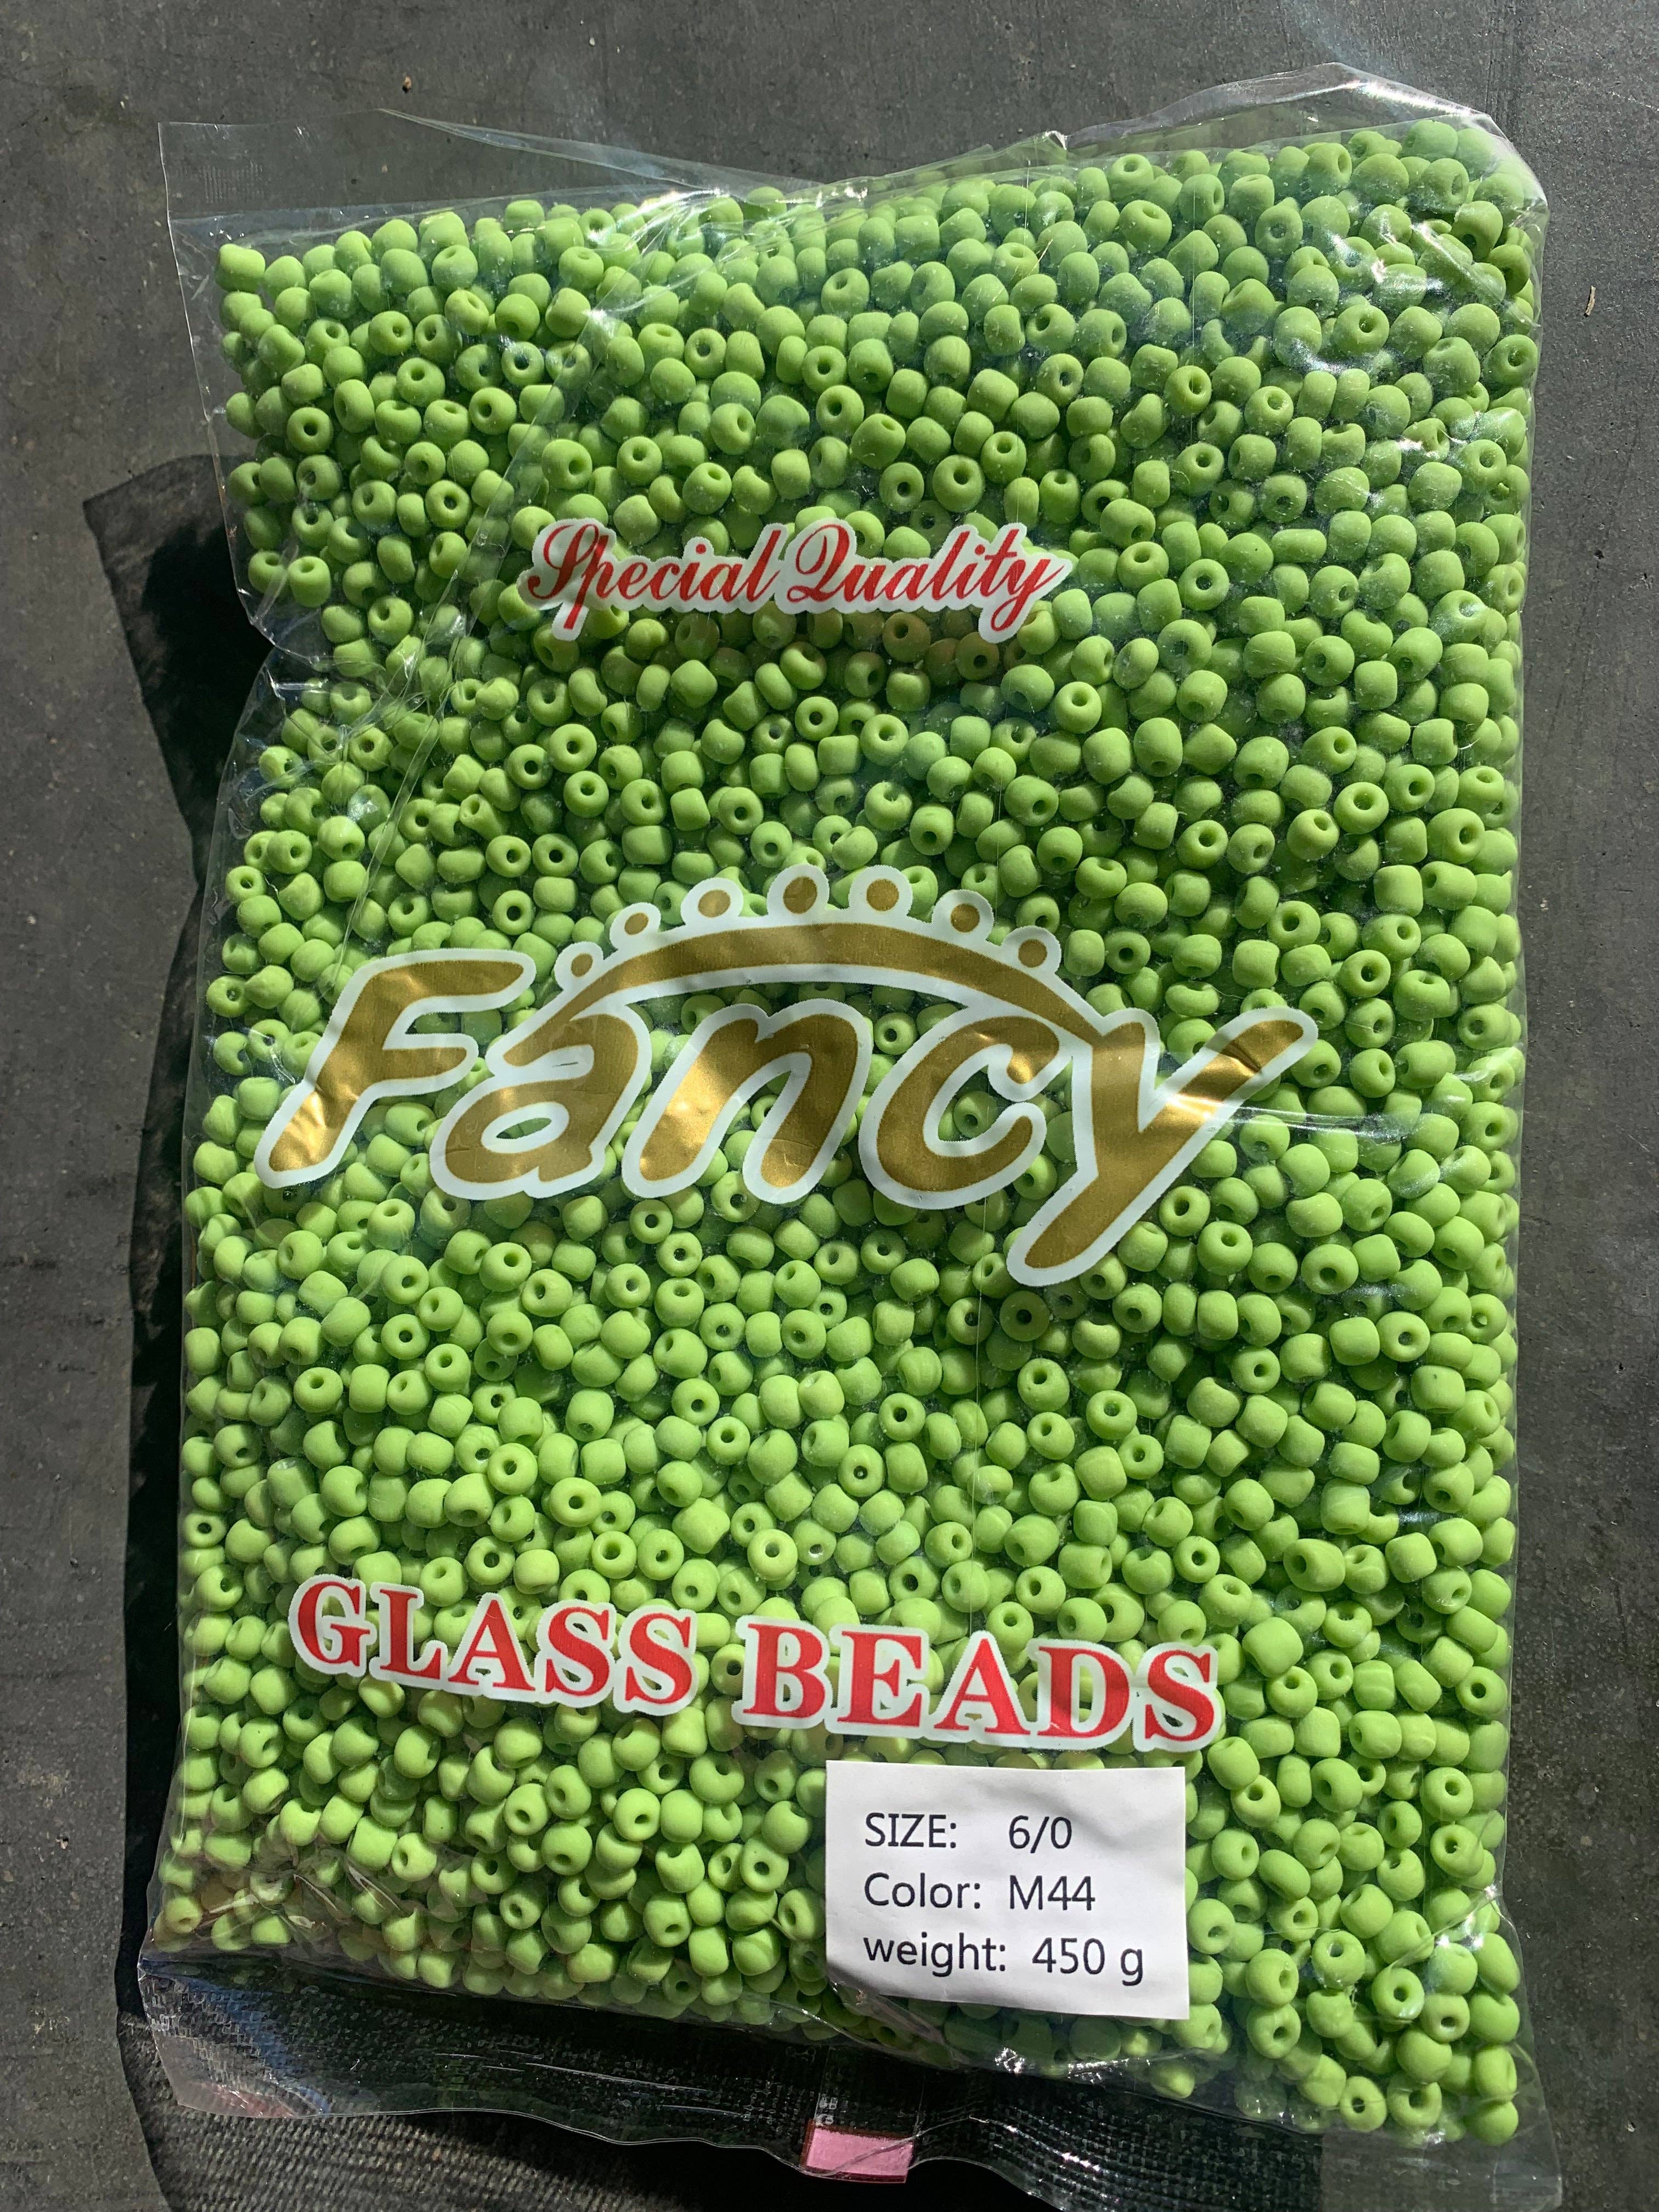 Special Quality
Fancy
GLASS BEADS
SIZE: 6/0
Color: M44
weight: 450 g